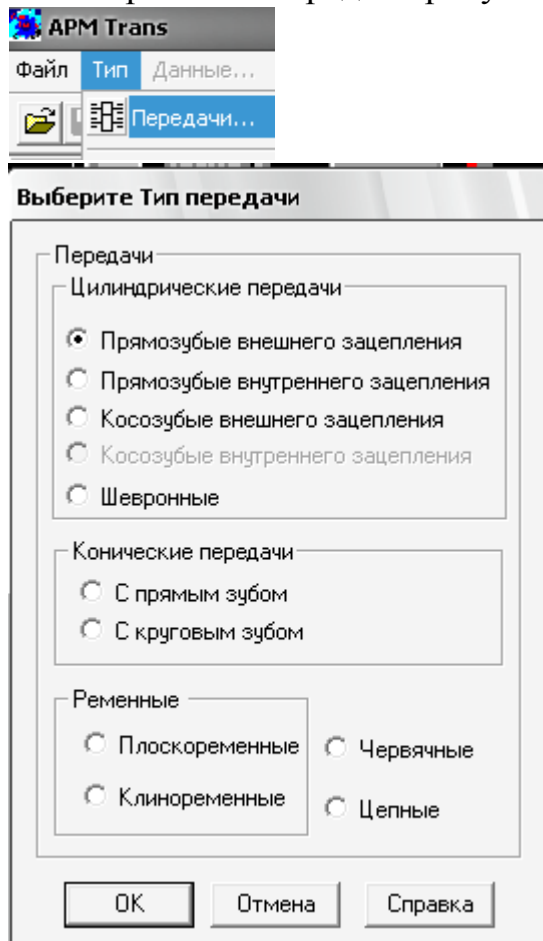 APM Trans
Файл Тип Данные...
Передачи...
Выберите Тип передачи
Передачи
Цилиндрические передачи
Прямозубые внешнего зацепления
Прямозубые внутреннего зацепления
Косозубые внешнего зацепления
Косозубые внутреннего зацепления
Шевронные
Конические передачи
С прямым зубом
С круговым зубом
Ременные
Плоскоременные
Клиноременные
Червячные
Цепные
OK Отмена Справка